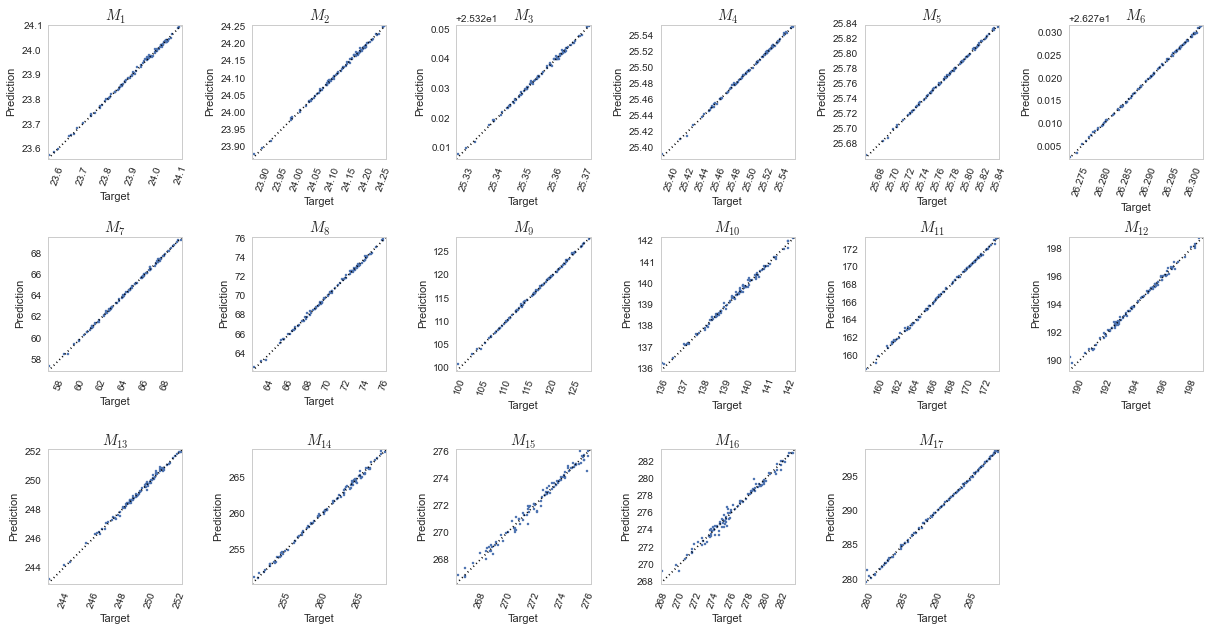 M1
24.1
24.0
23.9
23.8
23.7
23.6
Prediction
23.6 23.7 23.8 23.9 24.0 24.1
Target
M2
24.25
24.20
24.15
24.10
24.05
24.00
23.95
23.90
Prediction
23.90 23.95 24.00 24.05 24.10 24.15 24.20 24.25
Target
M3
+2.532e1
0.05
0.04
0.03
0.02
0.01
Prediction
25.33 25.34 25.35 25.36 25.37
Target
M4
25.54
25.52
25.50
25.48
25.46
25.44
25.42
25.40
Prediction
25.40 25.42 25.44 25.46 25.48 25.50 25.52 25.54
Target
M5
25.84
25.82
25.80
25.78
25.76
25.74
25.72
25.70
25.68
Prediction
25.68 25.70 25.72 25.74 25.76 25.78 25.80 25.82 25.84
Target
M6
+2.627e1
0.030
0.025
0.020
0.015
0.010
0.005
Prediction
26.275 26.280 26.285 26.290 26.295 26.300
Target
M7
68
66
64
62
60
58
Prediction
58 60 62 64 66 68
Target
M8
76
74
72
70
68
66
64
Prediction
64 66 68 70 72 74 76
Target
M9
125
120
115
110
105
100
Prediction
100 105 110 115 120 125
Target
M10
142
141
140
139
138
137
136
Prediction
136 137 138 139 140 141 142
Target
M11
172
170
168
166
164
162
160
Prediction
160 162 164 166 168 170 172
Target
M12
198
196
194
192
190
Prediction
190 192 194 196 198
Target
M13
252
250
248
246
244
Prediction
244 246 248 250 252
Target
M14
265
260
255
Prediction
255 260 265
Target
M15
276
274
272
270
268
Prediction
268 270 272 274 276
Target
M16
282
280
278
276
274
272
270
268
Prediction
268 270 272 274 276 278 280 282
Target
M17
295
290
285
280
Prediction
280 285 290 295
Target